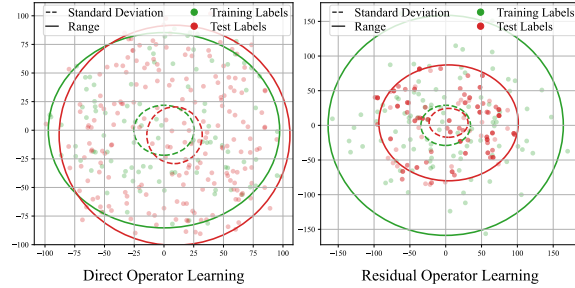 Standard Deviation Training Labels
Range Test Labels
100
75
50
25
0
−25
−50
−75
−100
−100 −75 −50 −25 0 25 50 75 100
Direct Operator Learning
Standard Deviation Training Labels
Range Test Labels
150
100
50
0
−50
−100
−150
−150 −100 −50 0 50 100 150
Residual Operator Learning